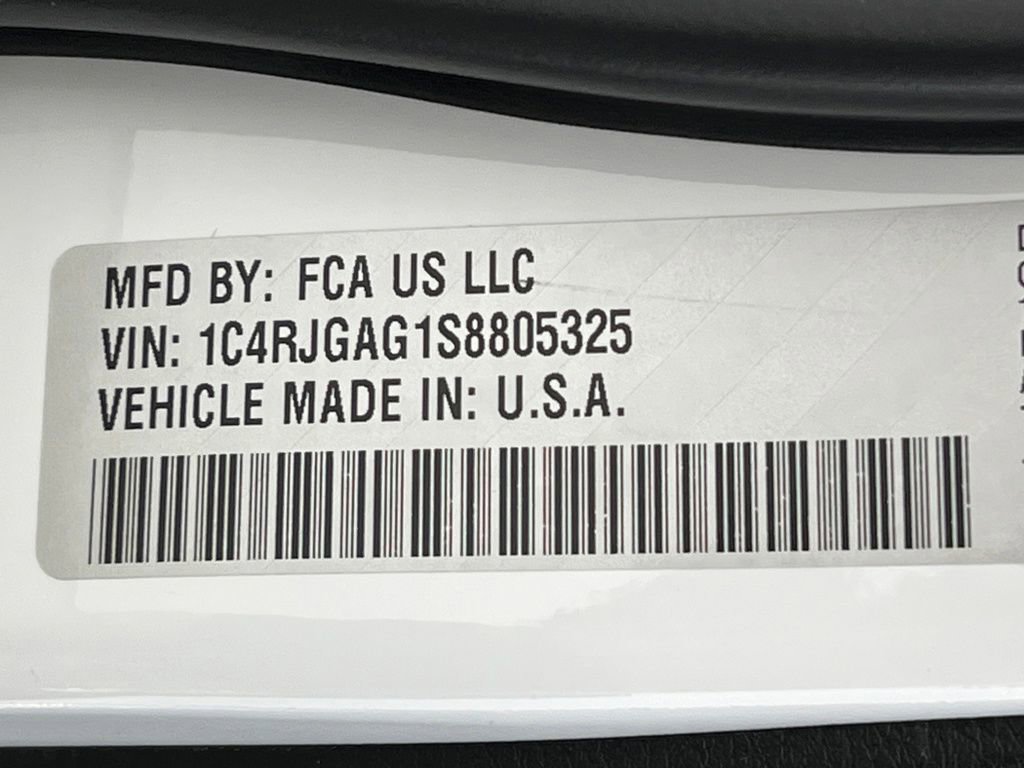 MFD BY: FCA US LLC
VIN: 1C4RJGAG1S8805325
VEHICLE MADE IN: U.S.A.